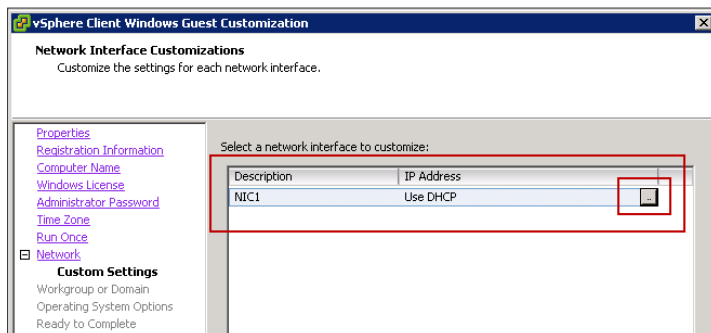 vSphere Client Windows Guest Customization
Network Interface Customizations
Customize the settings for each network interface.
Properties
Registration Information
Computer Name
Windows License
Administrator Password
Time Zone
Run Once
Network
Custom Settings
Workgroup or Domain
Operating System Options
Ready to Complete
Select a network interface to customize:
Description IP Address
NIC1 Use DHCP ..